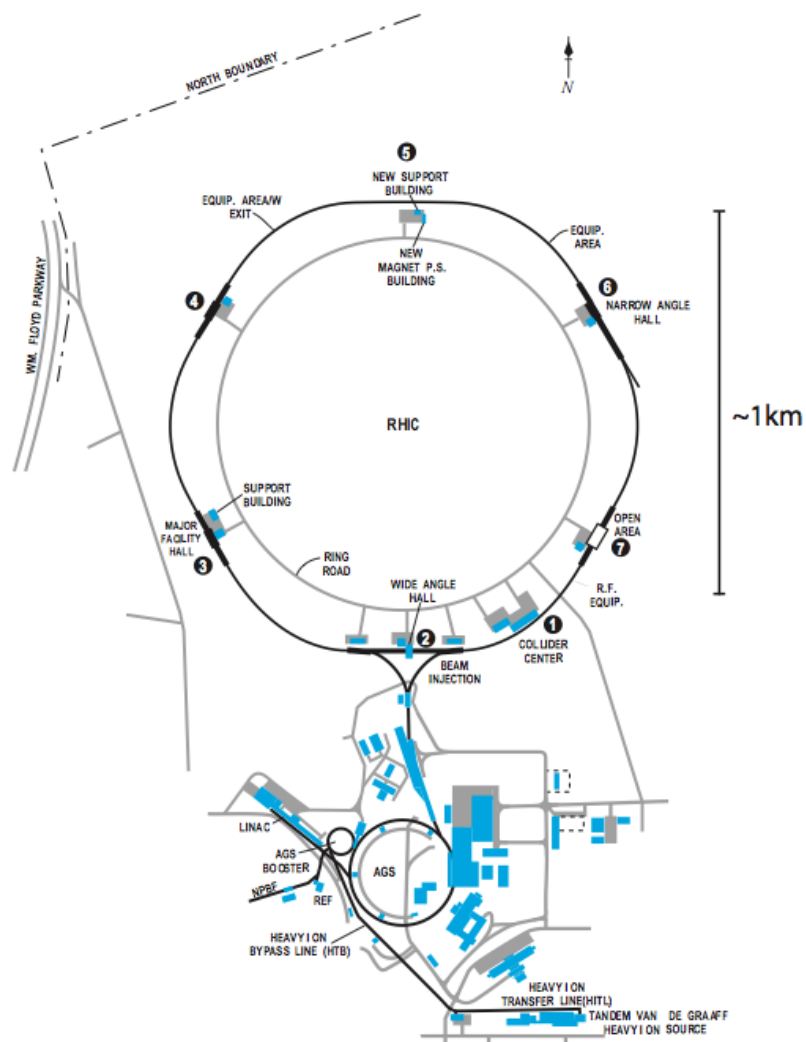 NORTH BOUNDARY
N
5
NEW SUPPORT
BUILDING
EQUIP. AREA/W
EXIT
EQUIP.
AREA
NEW
MAGNET P.S.
BUILDING
4
6
NARROW ANGLE
HALL
WM. FLOYD PARKWAY
~1km
RHIC
SUPPORT
BUILDING
MAJOR
FACILITY
HALL
3
OPEN
AREA
7
RING
ROAD
WIDE ANGLE
HALL
R.F.
EQUIP.
1
2
COLLIDER
CENTER
BEAM
INJECTION
LINAC
AGS
BOOSTER
AGS
NPBF
REF
HEAVY ION
BYPASS LINE (HTB)
HEAVY ION
TRANSFER LINE(HITL)
TANDEM VAN DE GRAAFF
HEAVY ION SOURCE